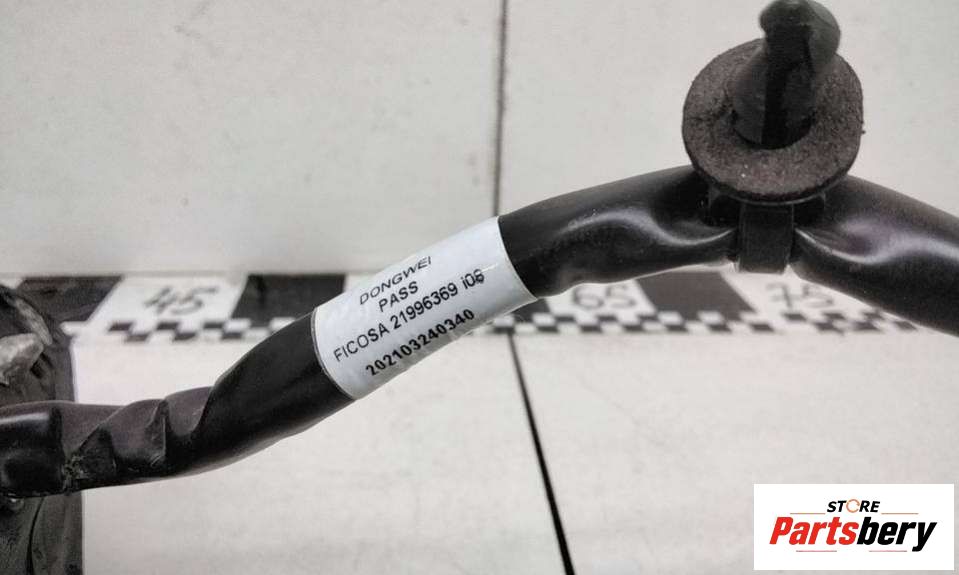 DONGWEI
PASS
FICOSA 21996369 i06
202103240340
45
65
75
STORE
Partsbery